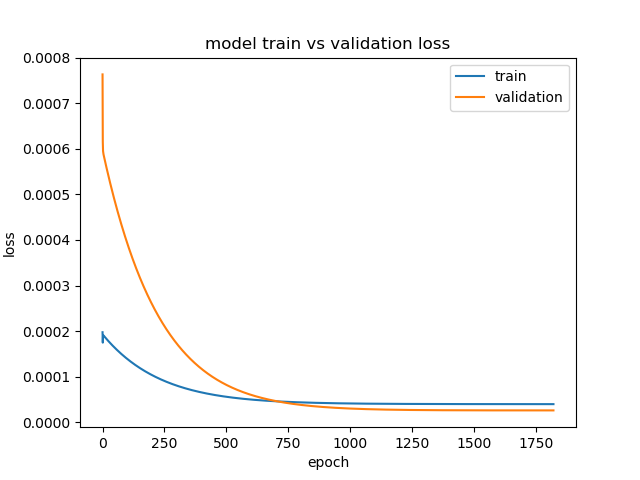 model train vs validation loss
train
validation
loss
0.0008
0.0007
0.0006
0.0005
0.0004
0.0003
0.0002
0.0001
0.0000
0 250 500 750 1000 1250 1500 1750
epoch